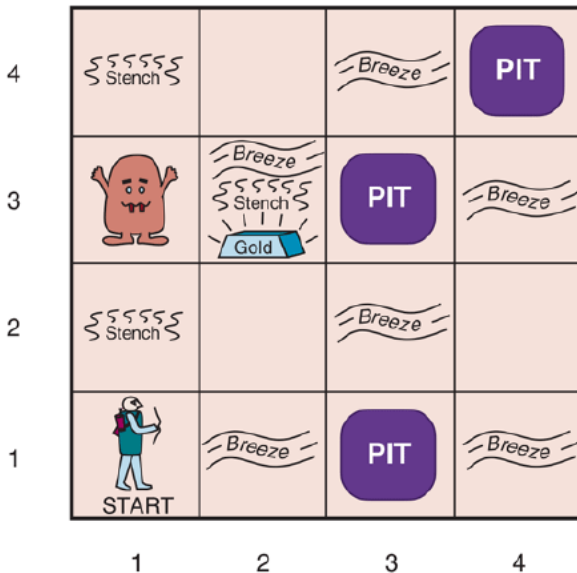 4
Stench
Breeze
PIT
3
Breeze
Stench
Gold
PIT
Breeze
2
Stench
Breeze
1
START
Breeze
PIT
Breeze
1 2 3 4